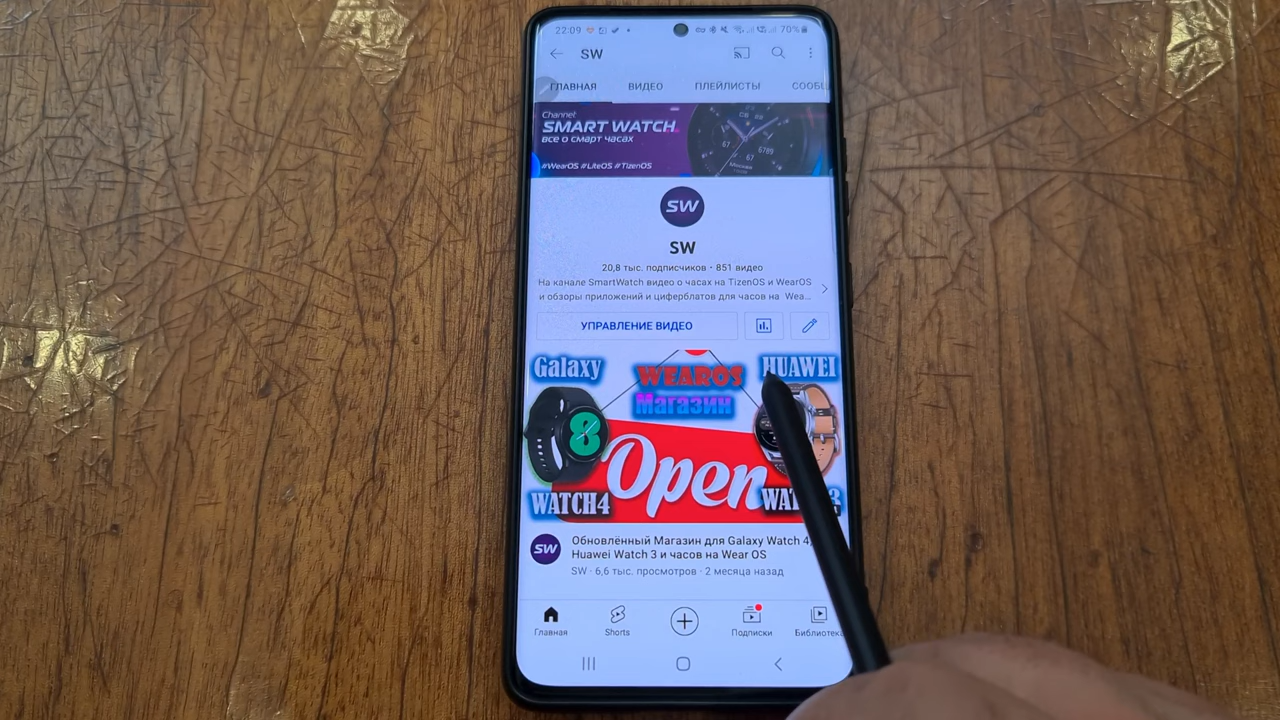 22:09
70%
SW
ГЛАВНАЯ ВИДЕО ПЛЕЙЛИСТЫ СООБЩ
Channel
SMART WATCH
ВСЕ О СМАРТ ЧАСАХ
#WearOS #LiteOS #TizenOS
SW
SW
20,8 тыс. подписчиков • 851 видео
На канале SmartWatch видео о часах на TizenOS и WearOS
и обзоры приложений и циферблатов для часов на Wea...
УПРАВЛЕНИЕ ВИДЕО
Galaxy WEAROS HUAWEI
Магазин
8
Open
WATCH4
SW
Обновлённый Магазин для Galaxy Watch 4,
Huawei Watch 3 и часов на Wear OS
SW · 6,6 тыс. просмотров · 2 месяца назад
Главная Shorts Подписки Библиотека